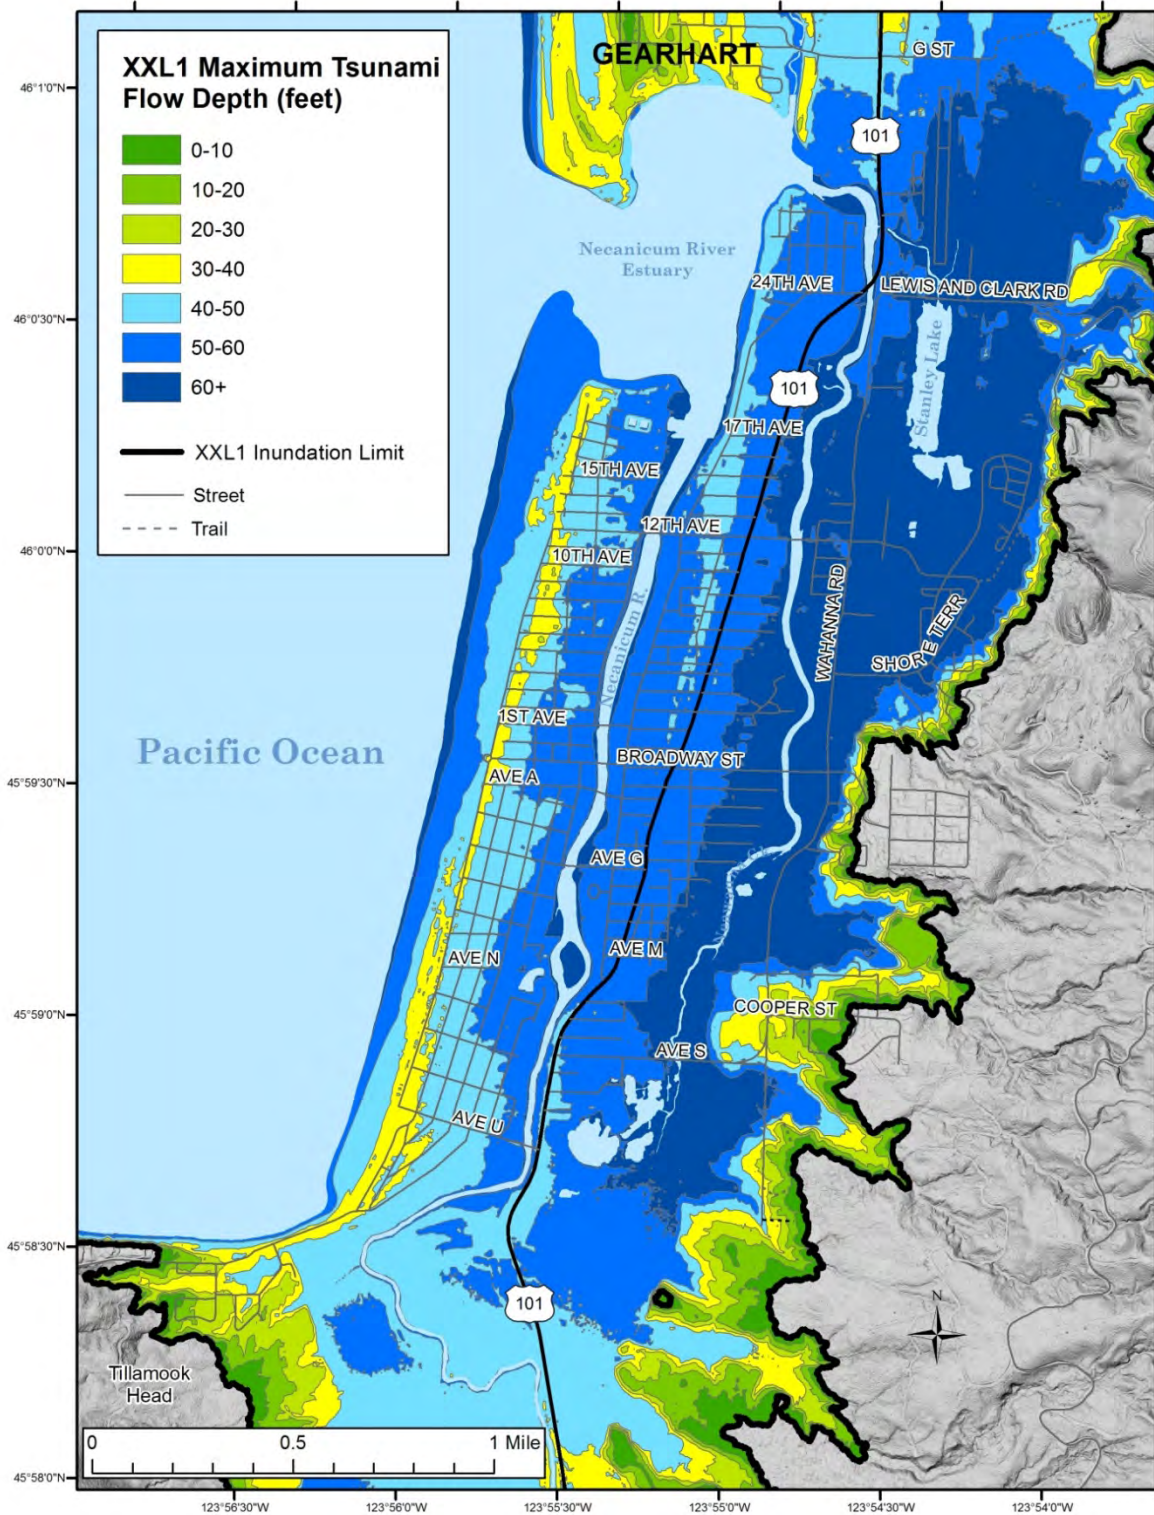 XXL1 Maximum Tsunami
Flow Depth (feet)
0-10
10-20
20-30
30-40
40-50
50-60
60+
XXL1 Inundation Limit
Street
Trail
GEARHART
G ST
101
Necanicum River
Estuary
24TH AVE
LEWIS AND CLARK RD
Stanley Lake
101
17TH AVE
15TH AVE
12TH AVE
10TH AVE
Necanicum R.
WAHANNA RD
SHORE TERR
1ST AVE
Pacific Ocean
BROADWAY ST
AVE A
AVE G
AVE N
AVE M
COOPER ST
AVE S
AVE U
101
N
Tillamook
Head
0 0.5 1 Mile
46°1'0"N
46°0'30"N
46°0'0"N
45°59'30"N
45°59'0"N
45°58'30"N
45°58'0"N
123°56'30"W 123°56'0"W 123°55'30"W 123°55'0"W 123°54'30"W 123°54'0"W